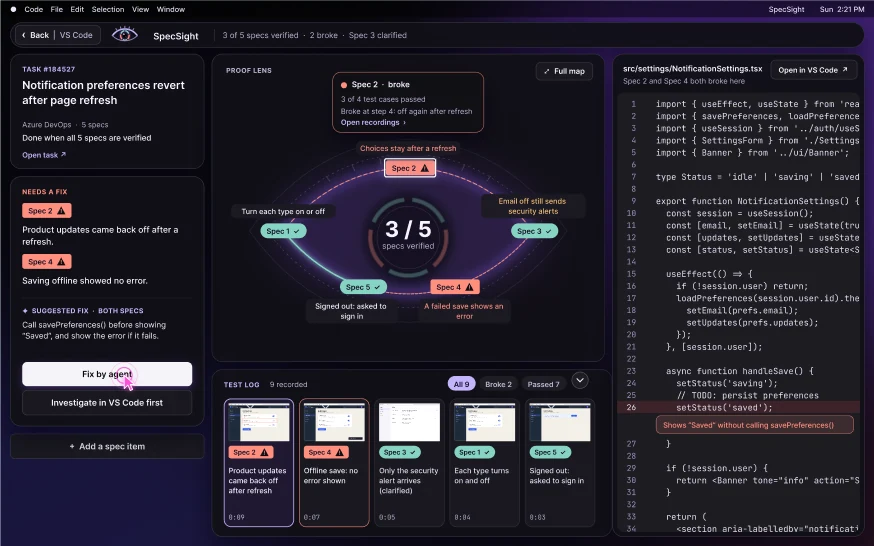 Code File Edit Selection View Window
SpecSight Sun 2:21 PM
‹ Back | VS Code
SpecSight
3 of 5 specs verified · 2 broke · Spec 3 clarified
TASK #184527
Notification preferences revert
after page refresh
Azure DevOps · 5 specs
Done when all 5 specs are verified
Open task ↗
NEEDS A FIX
Spec 2
Product updates came back off after a
refresh.
Spec 4
Saving offline showed no error.
SUGGESTED FIX · BOTH SPECS
Call savePreferences() before showing
"Saved", and show the error if it fails.
Fix by agent
Investigate in VS Code first
+ Add a spec item
PROOF LENS
Full map
Spec 2 · broke
3 of 4 test cases passed
Broke at step 4: off again after refresh
Open recordings ›
Choices stay after a refresh
Spec 2
Turn each type on or off
Spec 1 ✓
Email off still sends
security alerts
Spec 3 ✓
3 / 5
specs verified
Spec 5 ✓
Signed out: asked to
sign in
Spec 4
A failed save shows an
error
TEST LOG 9 recorded
All 9
Broke 2
Passed 7
Spec 2
Product updates
came back off
after refresh
0:09
Spec 4
Offline save: no
error shown
0:07
Spec 3 ✓
Only the security
alert arrives
(clarified)
0:05
Spec 1 ✓
Each type turns
on and off
0:04
Spec 5 ✓
Signed out:
asked to sign in
0:03
src/settings/NotificationSettings.tsx
Spec 2 and Spec 4 both broke here
Open in VS Code ↗
1 import { useEffect, useState } from 'rea
2 import { savePreferences, loadPreference
3 import { useSession } from '../auth/useS
4 import { SettingsForm } from './Settings
5 import { Banner } from '../ui/Banner';
6
7 type Status = 'idle' | 'saving' | 'saved
8
9 export function NotificationSettings() {
10 const session = useSession();
11 const [email, setEmail] = useState(tru
12 const [updates, setUpdates] = useState
13 const [status, setStatus] = useState<S
14
15 useEffect(() => {
16 if (!session.user) return;
17 loadPreferences(session.user.id).the
18 setEmail(prefs.email);
19 setUpdates(prefs.updates);
20 });
21 }, [session.user]);
22
23 async function handleSave() {
24 setStatus('saving');
25 // TODO: persist preferences
26 setStatus('saved');
Shows "Saved" without calling savePreferences()
27 }
28
29 if (!session.user) {
30 return <Banner tone="info" action="S
31 }
32
33 return (
34 <section aria-labelledby="notificati